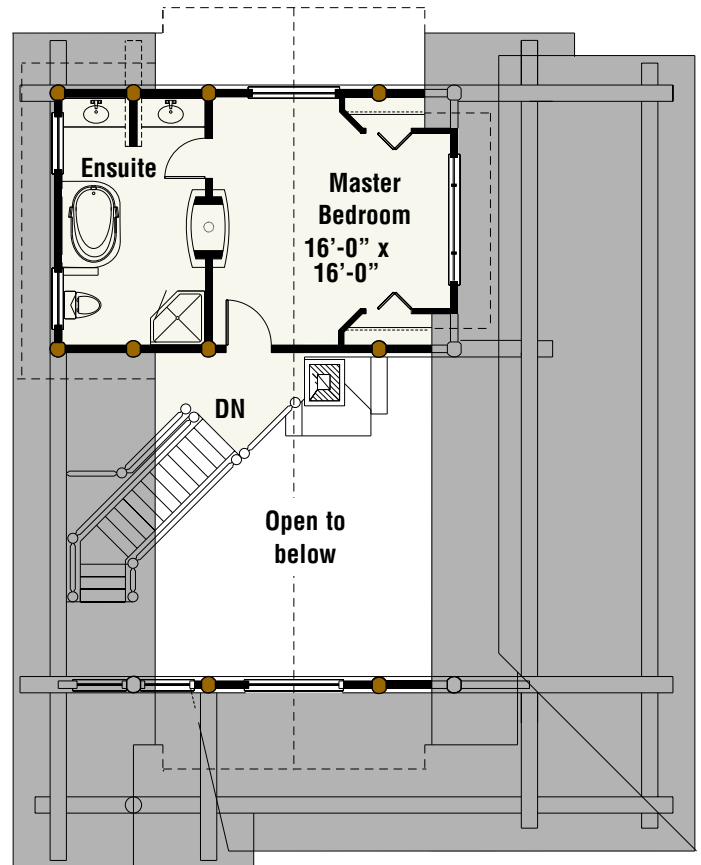 Ensuite
Master
Bedroom
16’-0” x
16’-0”
DN
Open to
below